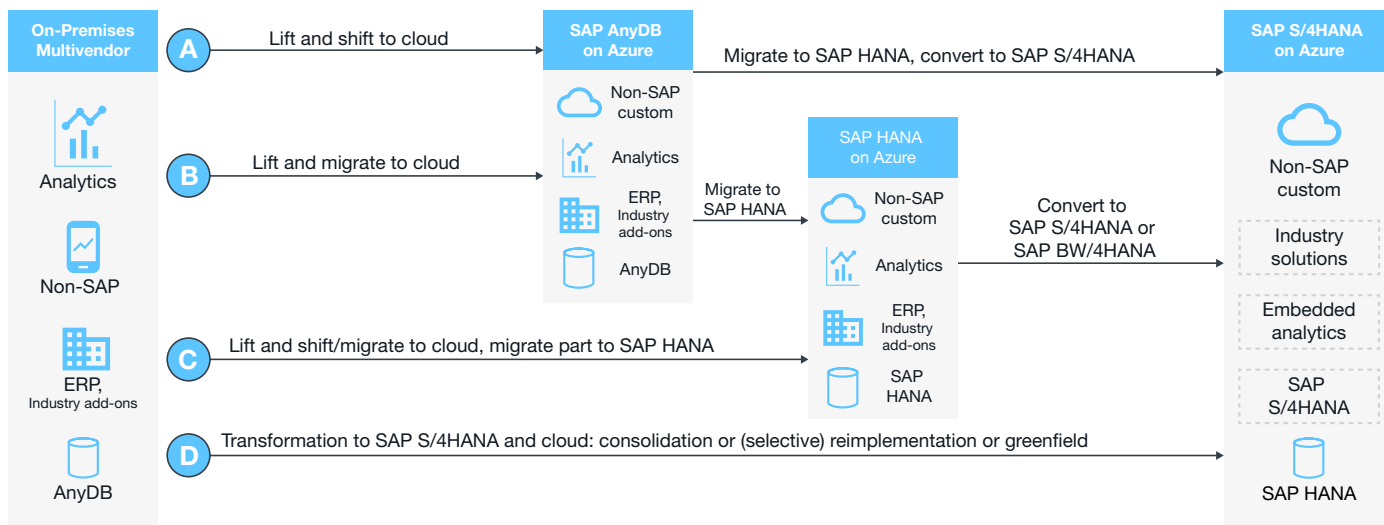 On-Premises
Multivendor
Analytics
Non-SAP
ERP,
Industry add-ons
AnyDB
A
Lift and shift to cloud
B
Lift and migrate to cloud
C
Lift and shift/migrate to cloud, migrate part to SAP HANA
D
Transformation to SAP S/4HANA and cloud: consolidation or (selective) reimplementation or greenfield
SAP AnyDB
on Azure
Non-SAP
custom
Analytics
ERP,
Industry
add-ons
AnyDB
Migrate to SAP HANA, convert to SAP S/4HANA
Migrate to
SAP HANA
SAP HANA
on Azure
Non-SAP
custom
Analytics
ERP,
Industry
add-ons
SAP
HANA
Convert to
SAP S/4HANA or
SAP BW/4HANA
SAP S/4HANA
on Azure
Non-SAP
custom
Industry
solutions
Embedded
analytics
SAP
S/4HANA
SAP HANA